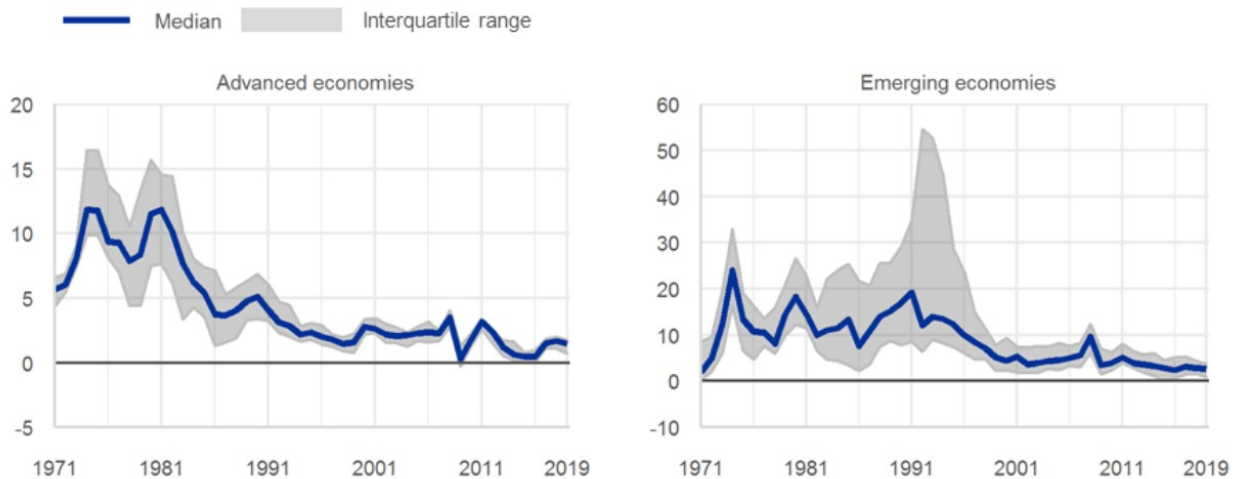 Median Interquartile range
Advanced economies
20
15
10
5
0
-5
1971 1981 1991 2001 2011 2019
Emerging economies
60
50
40
30
20
10
0
-10
1971 1981 1991 2001 2011 2019